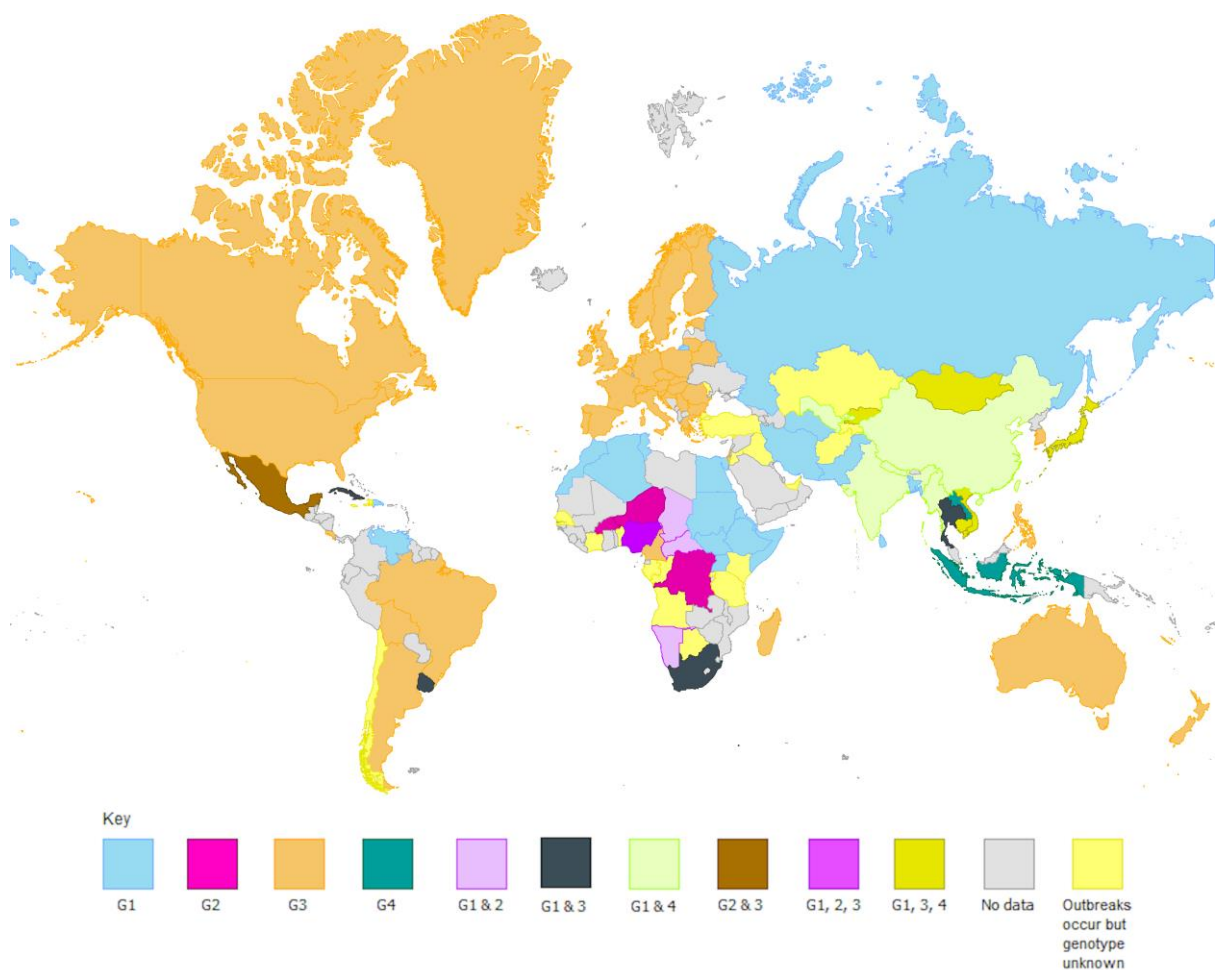 Key
G1
G2
G3
G4
G1 & 2
G1 & 3
G1 & 4
G2 & 3
G1, 2, 3
G1, 3, 4
No data
Outbreaks
occur but
genotype
unknown